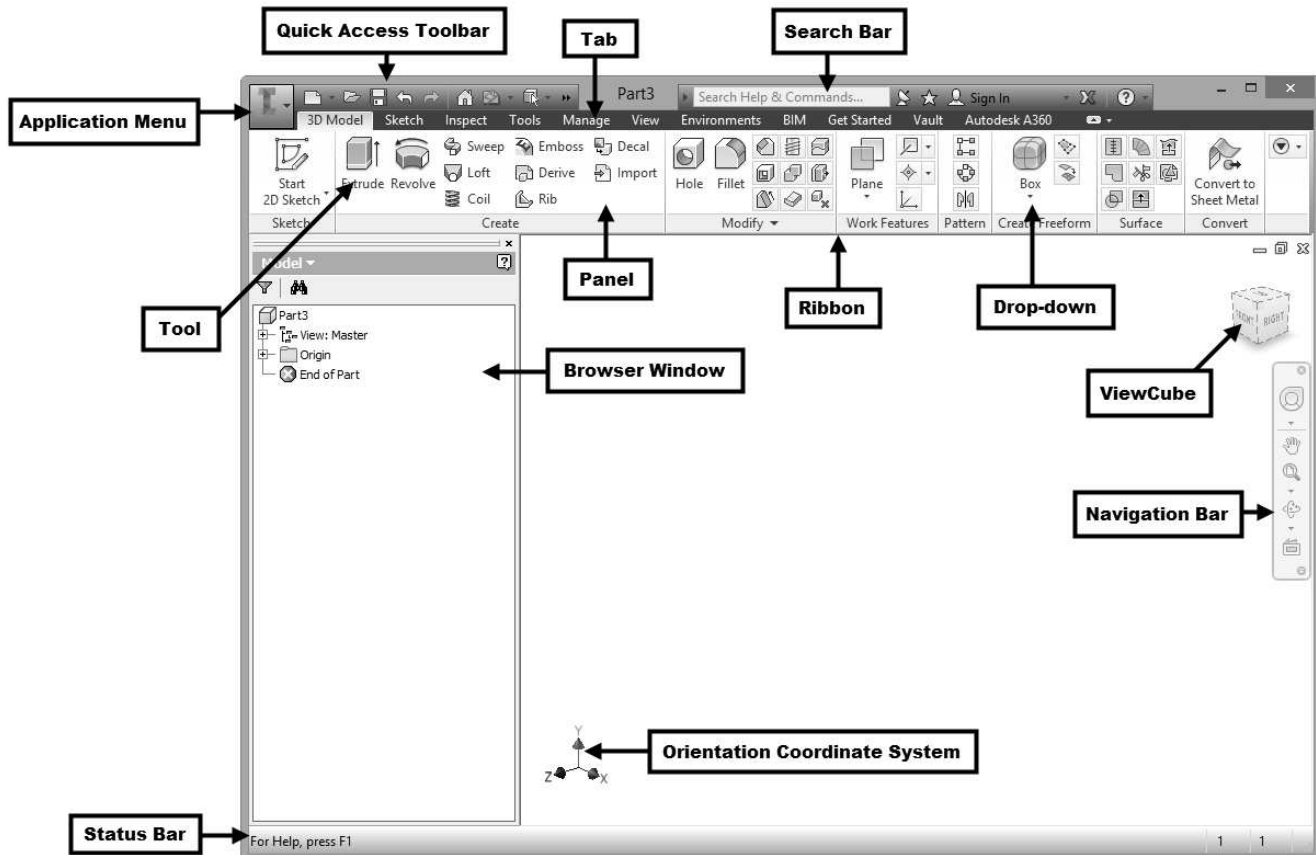 Quick Access Toolbar
Tab
Search Bar
Application Menu
Part3
Search Help & Commands...
Sign In
3D Model Sketch Inspect Tools Manage View Environments BIM Get Started Vault Autodesk A360
Start
2D Sketch
Extrude
Revolve
Sweep
Loft
Coil
Emboss
Derive
Rib
Decal
Import
Hole
Fillet
Plane
Box
Convert to
Sheet Metal
Sketch Create Modify Work Features Pattern Create Freeform Surface Convert
Model
Tool
Panel
Ribbon
Drop-down
Part3
View: Master
Origin
End of Part
Browser Window
FRONT RIGHT
ViewCube
Navigation Bar
Y
Z
X
Orientation Coordinate System
Status Bar
For Help, press F1
1 1